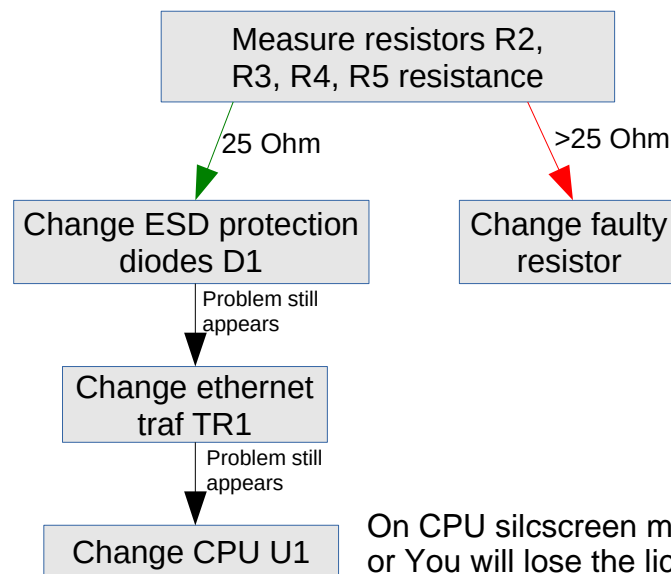 Measure resistors R2,
R3, R4, R5 resistance
25 Ohm
>25 Ohm
Change ESD protection
diodes D1
Change faulty
resistor
Problem still
appears
Change ethernet
traf TR1
Problem still
appears
Change CPU U1
On CPU silcscreen
or You will lose the